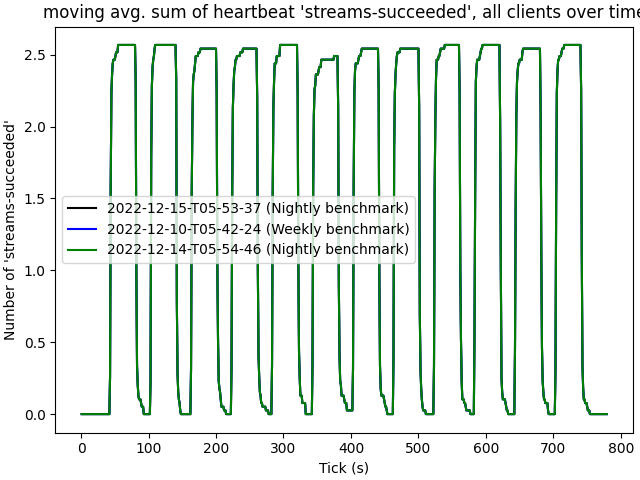 moving avg. sum of heartbeat 'streams-succeeded', all clients over time
Number of 'streams-succeeded'
2.5
2.0
1.5
1.0
0.5
0.0
2022-12-15-T05-53-37 (Nightly benchmark)
2022-12-10-T05-42-24 (Weekly benchmark)
2022-12-14-T05-54-46 (Nightly benchmark)
0 100 200 300 400 500 600 700 800
Tick (s)